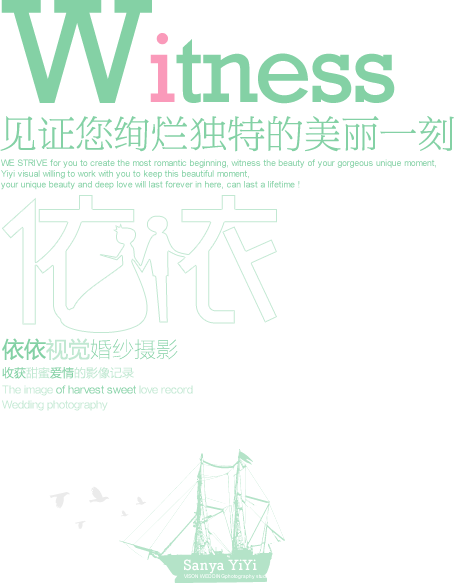 Witness
见证您绚烂独特的美丽一刻
WE STRIVE for you to create the most romantic beginning, witness the beauty of your gorgeous unique moment,
Yiyi visual willing to work with you to keep this beautiful moment,
your unique beauty and deep love will last forever in here, can last a lifetime !
依依
依依视觉婚纱摄影
收获甜蜜爱情的影像记录
The image of harvest sweet love record
Wedding photography
Sanya YiYi